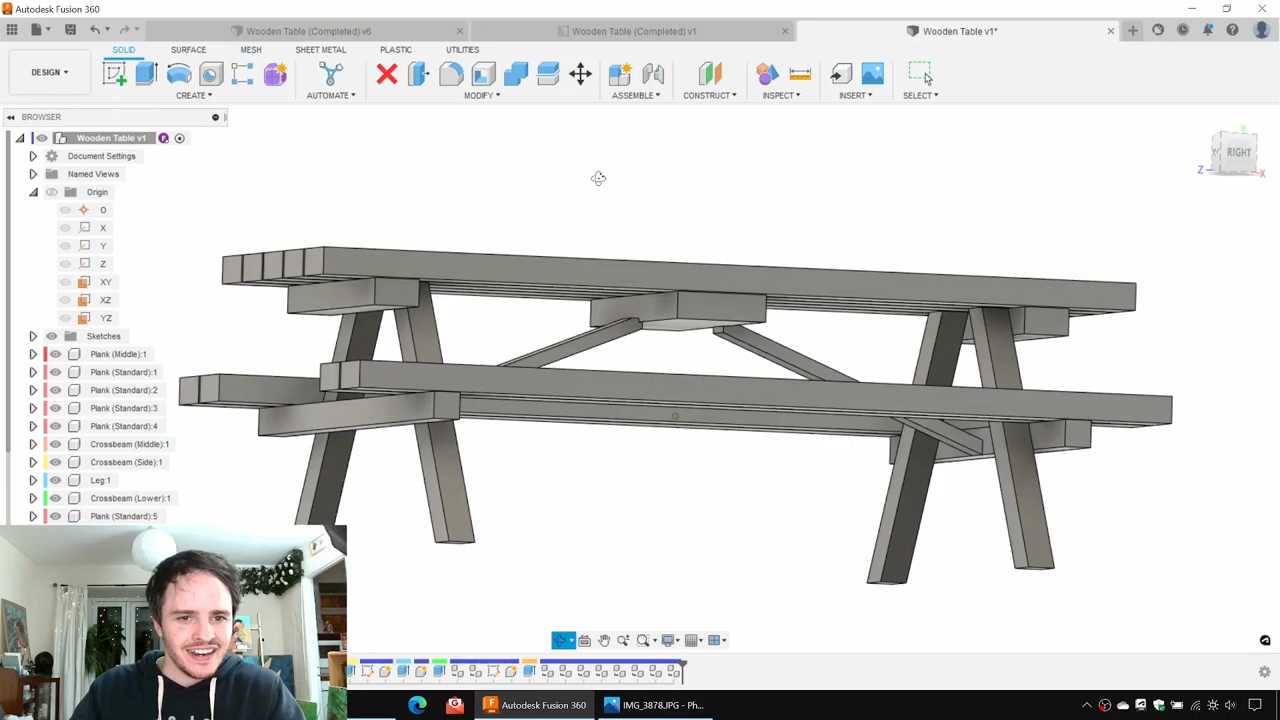 Autodesk Fusion 360
Wooden Table (Completed) v6
Wooden Table (Completed) v1
Wooden Table v1*
SOLID
SURFACE
MESH
SHEET METAL
PLASTIC
UTILITIES
DESIGN
CREATE
AUTOMATE
MODIFY
ASSEMBLE
CONSTRUCT
INSPECT
INSERT
SELECT
BROWSER
Wooden Table v1
Document Settings
Named Views
Origin
O
X
Y
Z
XY
XZ
YZ
Sketches
Plank (Middle):1
Plank (Standard):1
Plank (Standard):2
Plank (Standard):3
Plank (Standard):4
Crossbeam (Middle):1
Crossbeam (Side):1
Leg:1
Crossbeam (Lower):1
Plank (Standard):5
RIGHT
Z
X
Autodesk Fusion 360
IMG_3878.JPG - Ph...